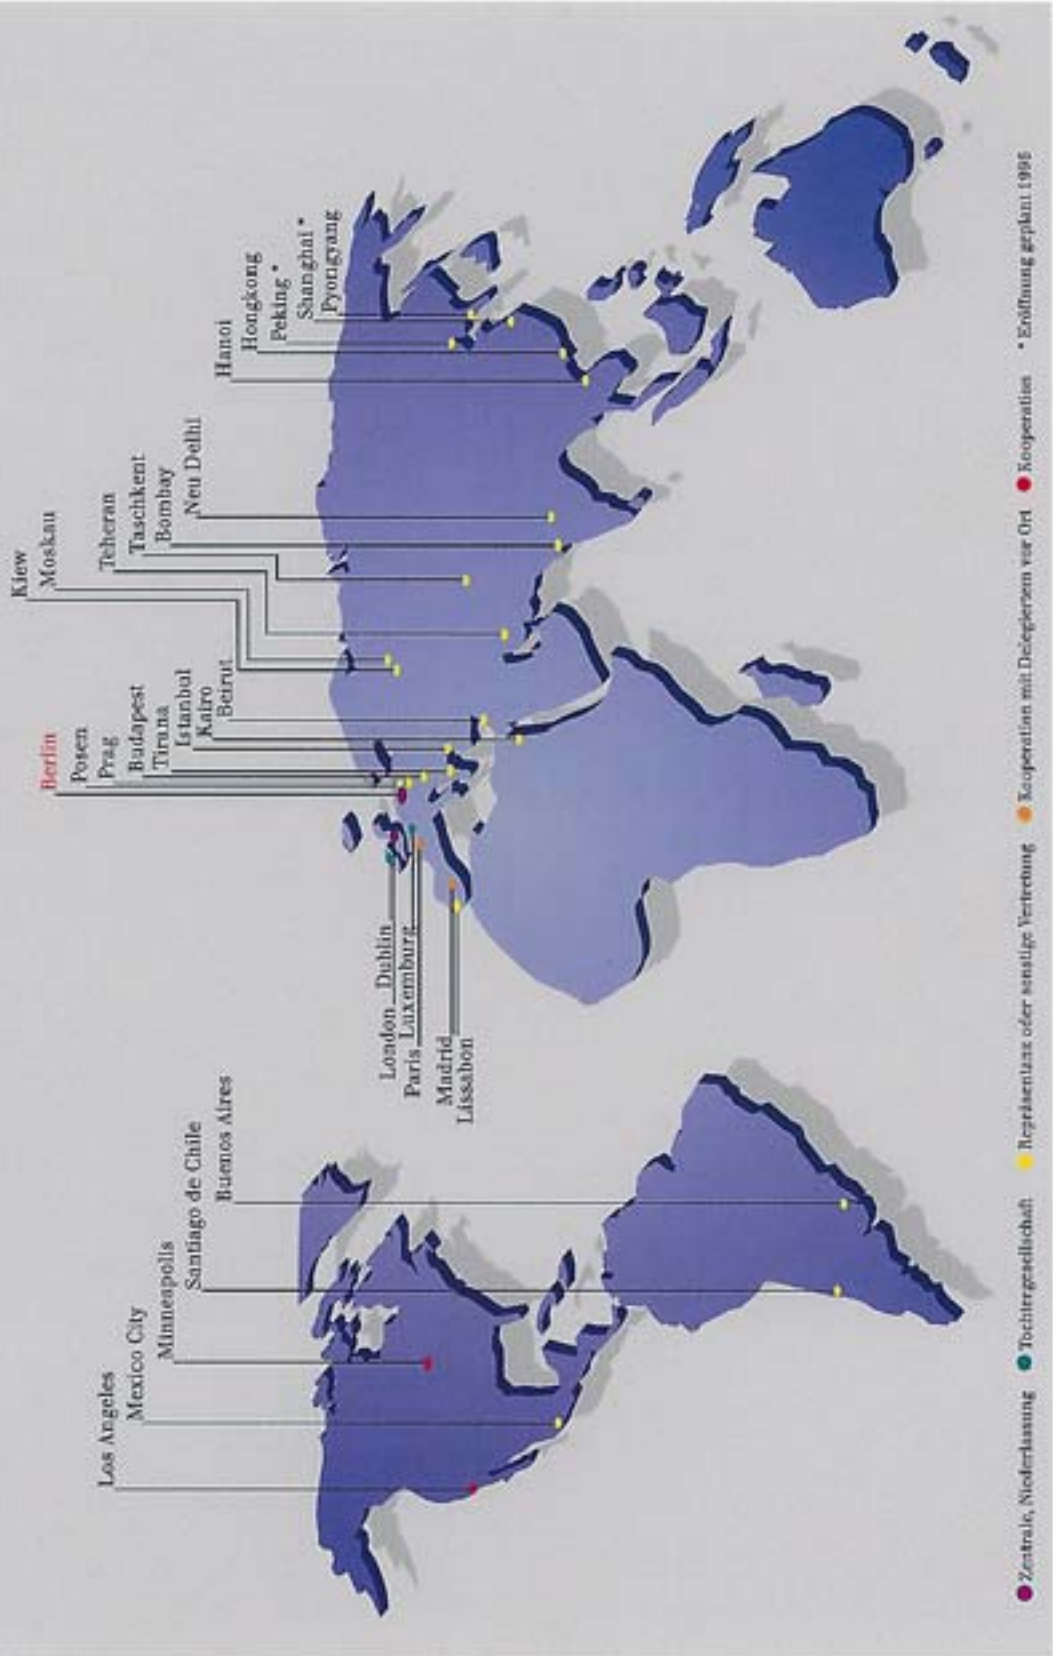 Los Angeles
Mexico City
Minneapolis
Santiago de Chile
Buenos Aires
London
Dublin
Paris
Luxemburg
Madrid
Lissabon
Berlin
Posen
Prag
Budapest
Tirana
Istanbul
Kairo
Beirut
Kiew
Moskau
Teheran
Taschkent
Bombay
Neu Delhi
Hanoi
Hongkong
Peking *
Shanghai *
Pyongyang
Zentrale, Niederlassung Tochtergesellschaft Repräsentanz oder sonstige Vertretung Kooperation mit Delegiertem vor Ort Kooperation * Eröffnung geplant 1995